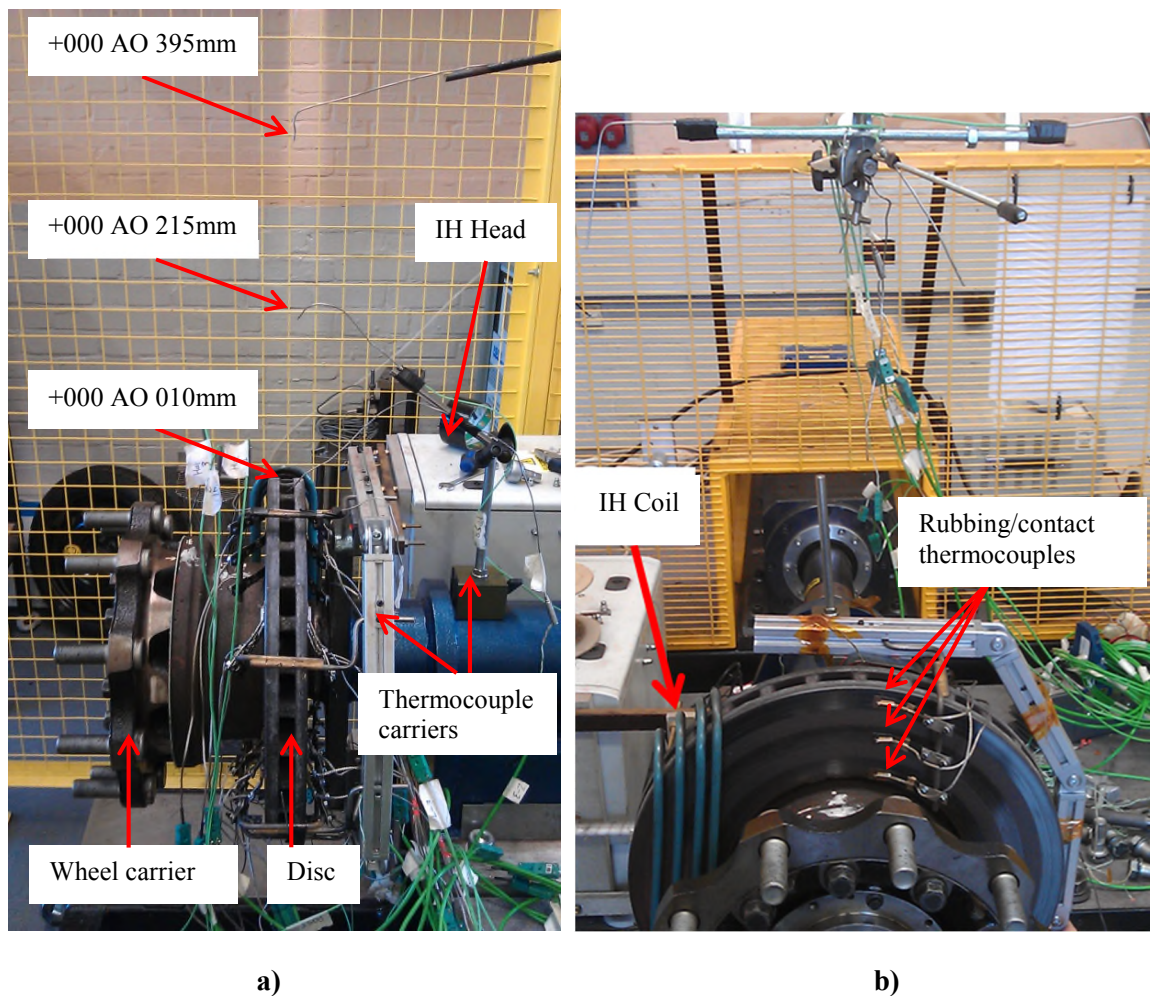 +000 AO 395mm
+000 AO 215mm
IH Head
+000 AO 010mm
Thermocouple
carriers
Wheel carrier
Disc
IH Coil
Rubbing/contact
thermocouples
a)
b)